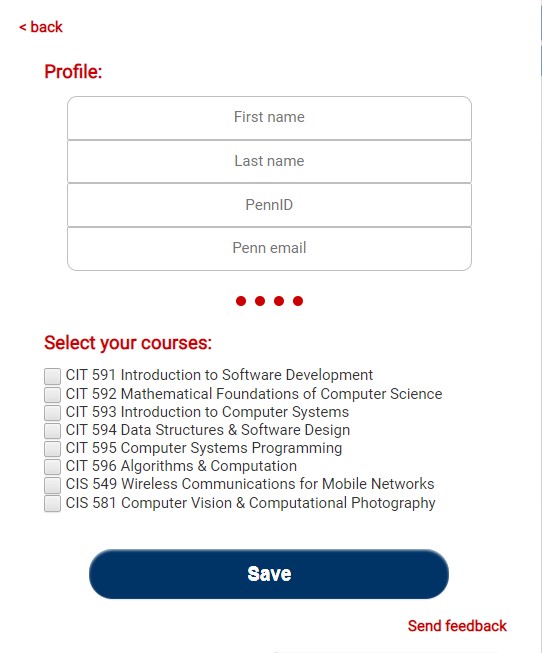 < back
Profile:
First name
Last name
PennID
Penn email
Select your courses:
CIT 591 Introduction to Software Development
CIT 592 Mathematical Foundations of Computer Science
CIT 593 Introduction to Computer Systems
CIT 594 Data Structures & Software Design
CIT 595 Computer Systems Programming
CIT 596 Algorithms & Computation
CIS 549 Wireless Communications for Mobile Networks
CIS 581 Computer Vision & Computational Photography
Save
Send feedback